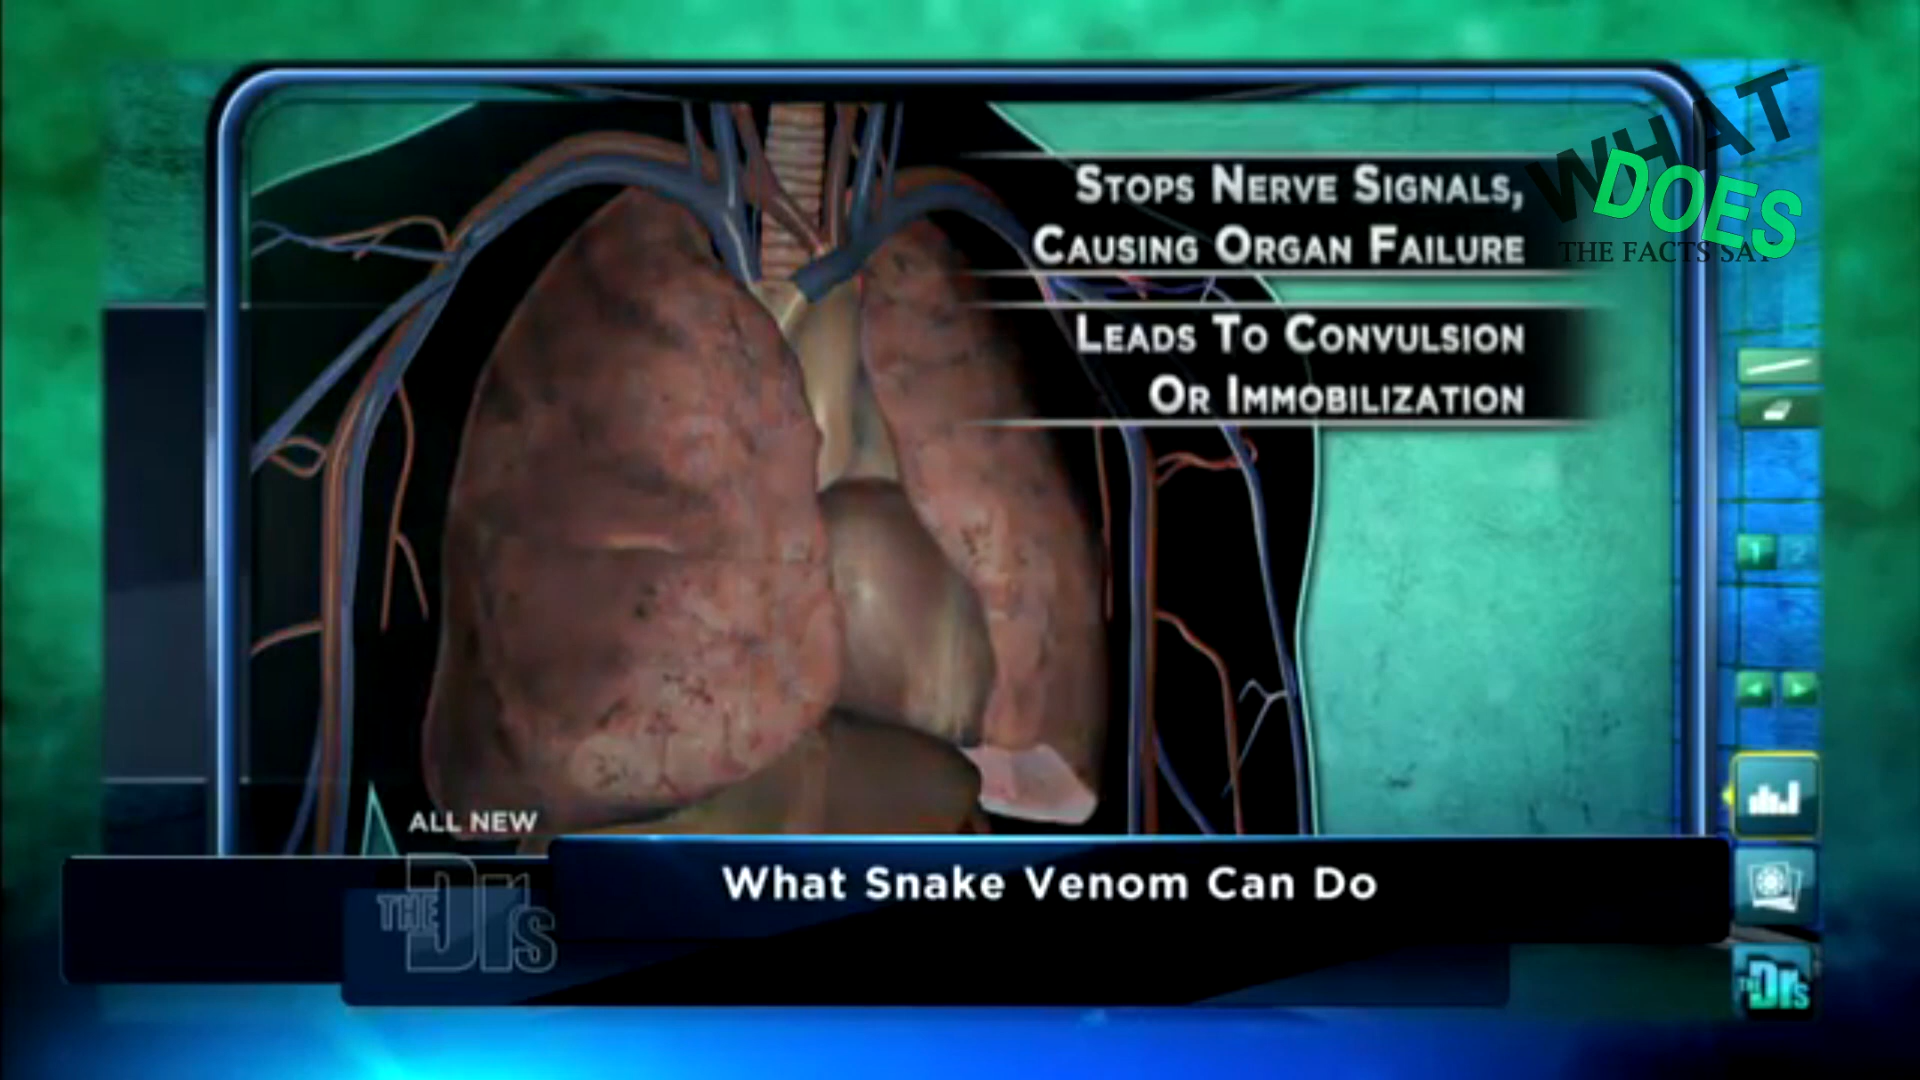 WHAT
DOES
THE FACTS SAY
STOPS NERVE SIGNALS,
CAUSING ORGAN FAILURE
LEADS TO CONVULSION
OR IMMOBILIZATION
1 2
ALL NEW
THE Drs
What Snake Venom Can Do
THE Drs